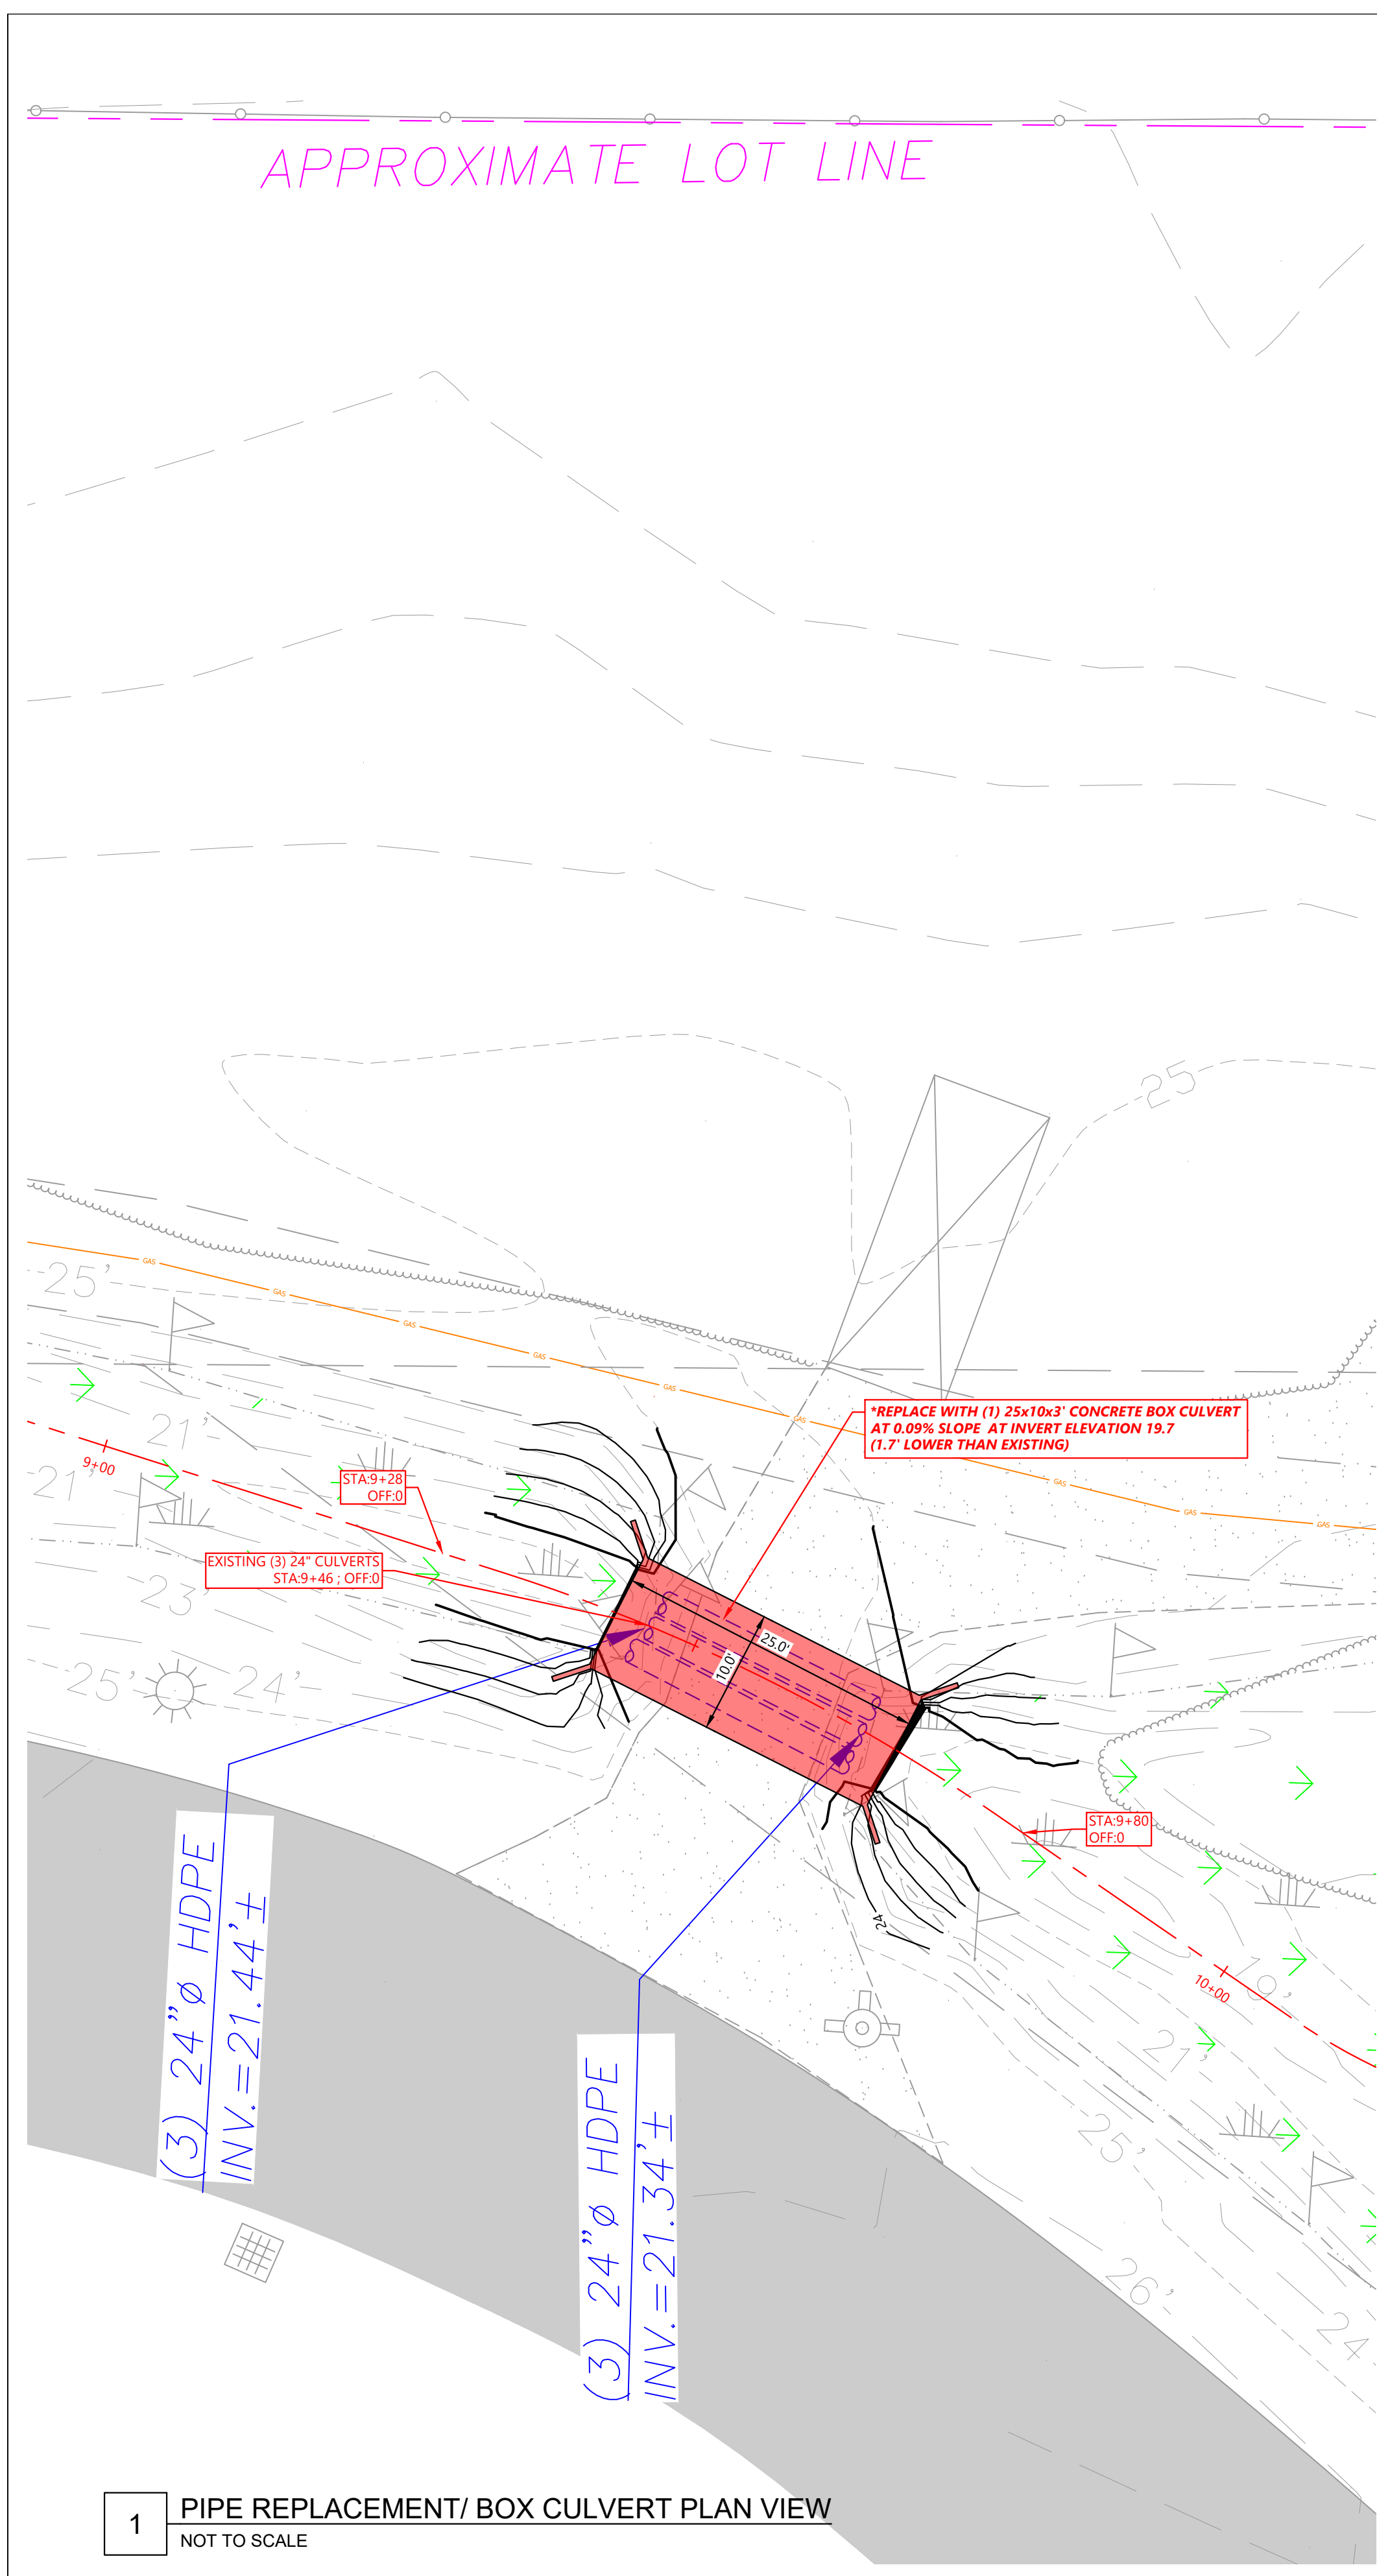 APPROXIMATE LOT LINE
25
25'
GAS
GAS
GAS
GAS
GAS
GAS
GAS
GAS
GAS
*REPLACE WITH (1) 25x10x3' CONCRETE BOX CULVERT
AT 0.09% SLOPE AT INVERT ELEVATION 19.7
(1.7' LOWER THAN EXISTING)
21'
9+00
21'
STA:9+28
OFF:0
EXISTING (3) 24" CULVERTS
STA:9+46 ; OFF:0
23'
25'
24'
25.0'
10.0'
STA:9+80
OFF:0
24
10+00
19'
21'
25'
26'
24
(3) 24"ø HDPE
INV.=21.44'±
(3) 24"ø HDPE
INV.=21.34'±
1
PIPE REPLACEMENT/ BOX CULVERT PLAN VIEW
NOT TO SCALE